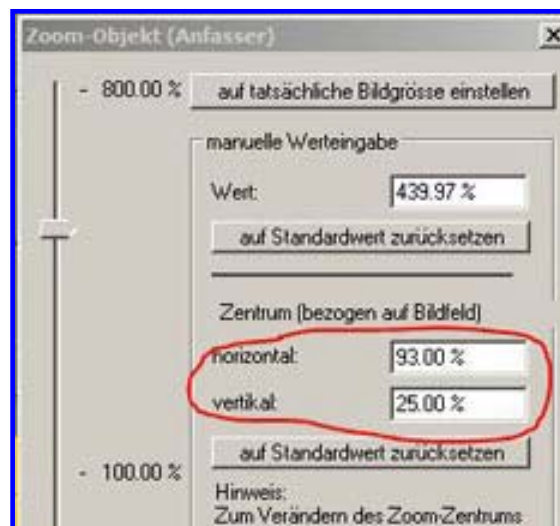 Zoom-Objekt (Anfasser)
- 800.00 %
auf tatsächliche Bildgrösse einstellen
manuelle Werteingabe
Wert: 439.97 %
auf Standardwert zurücksetzen
Zentrum (bezogen auf Bildfeld)
horizontal: 93.00 %
vertikal: 25.00 %
auf Standardwert zurücksetzen
- 100.00 %
Hinweis:
Zum Verändern des Zoom-Zentrums